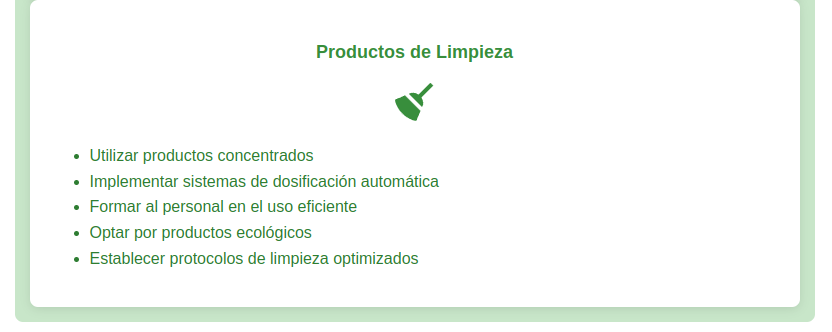 Productos de Limpieza
• Utilizar productos concentrados
• Implementar sistemas de dosificación automática
• Formar al personal en el uso eficiente
• Optar por productos ecológicos
• Establecer protocolos de limpieza optimizados